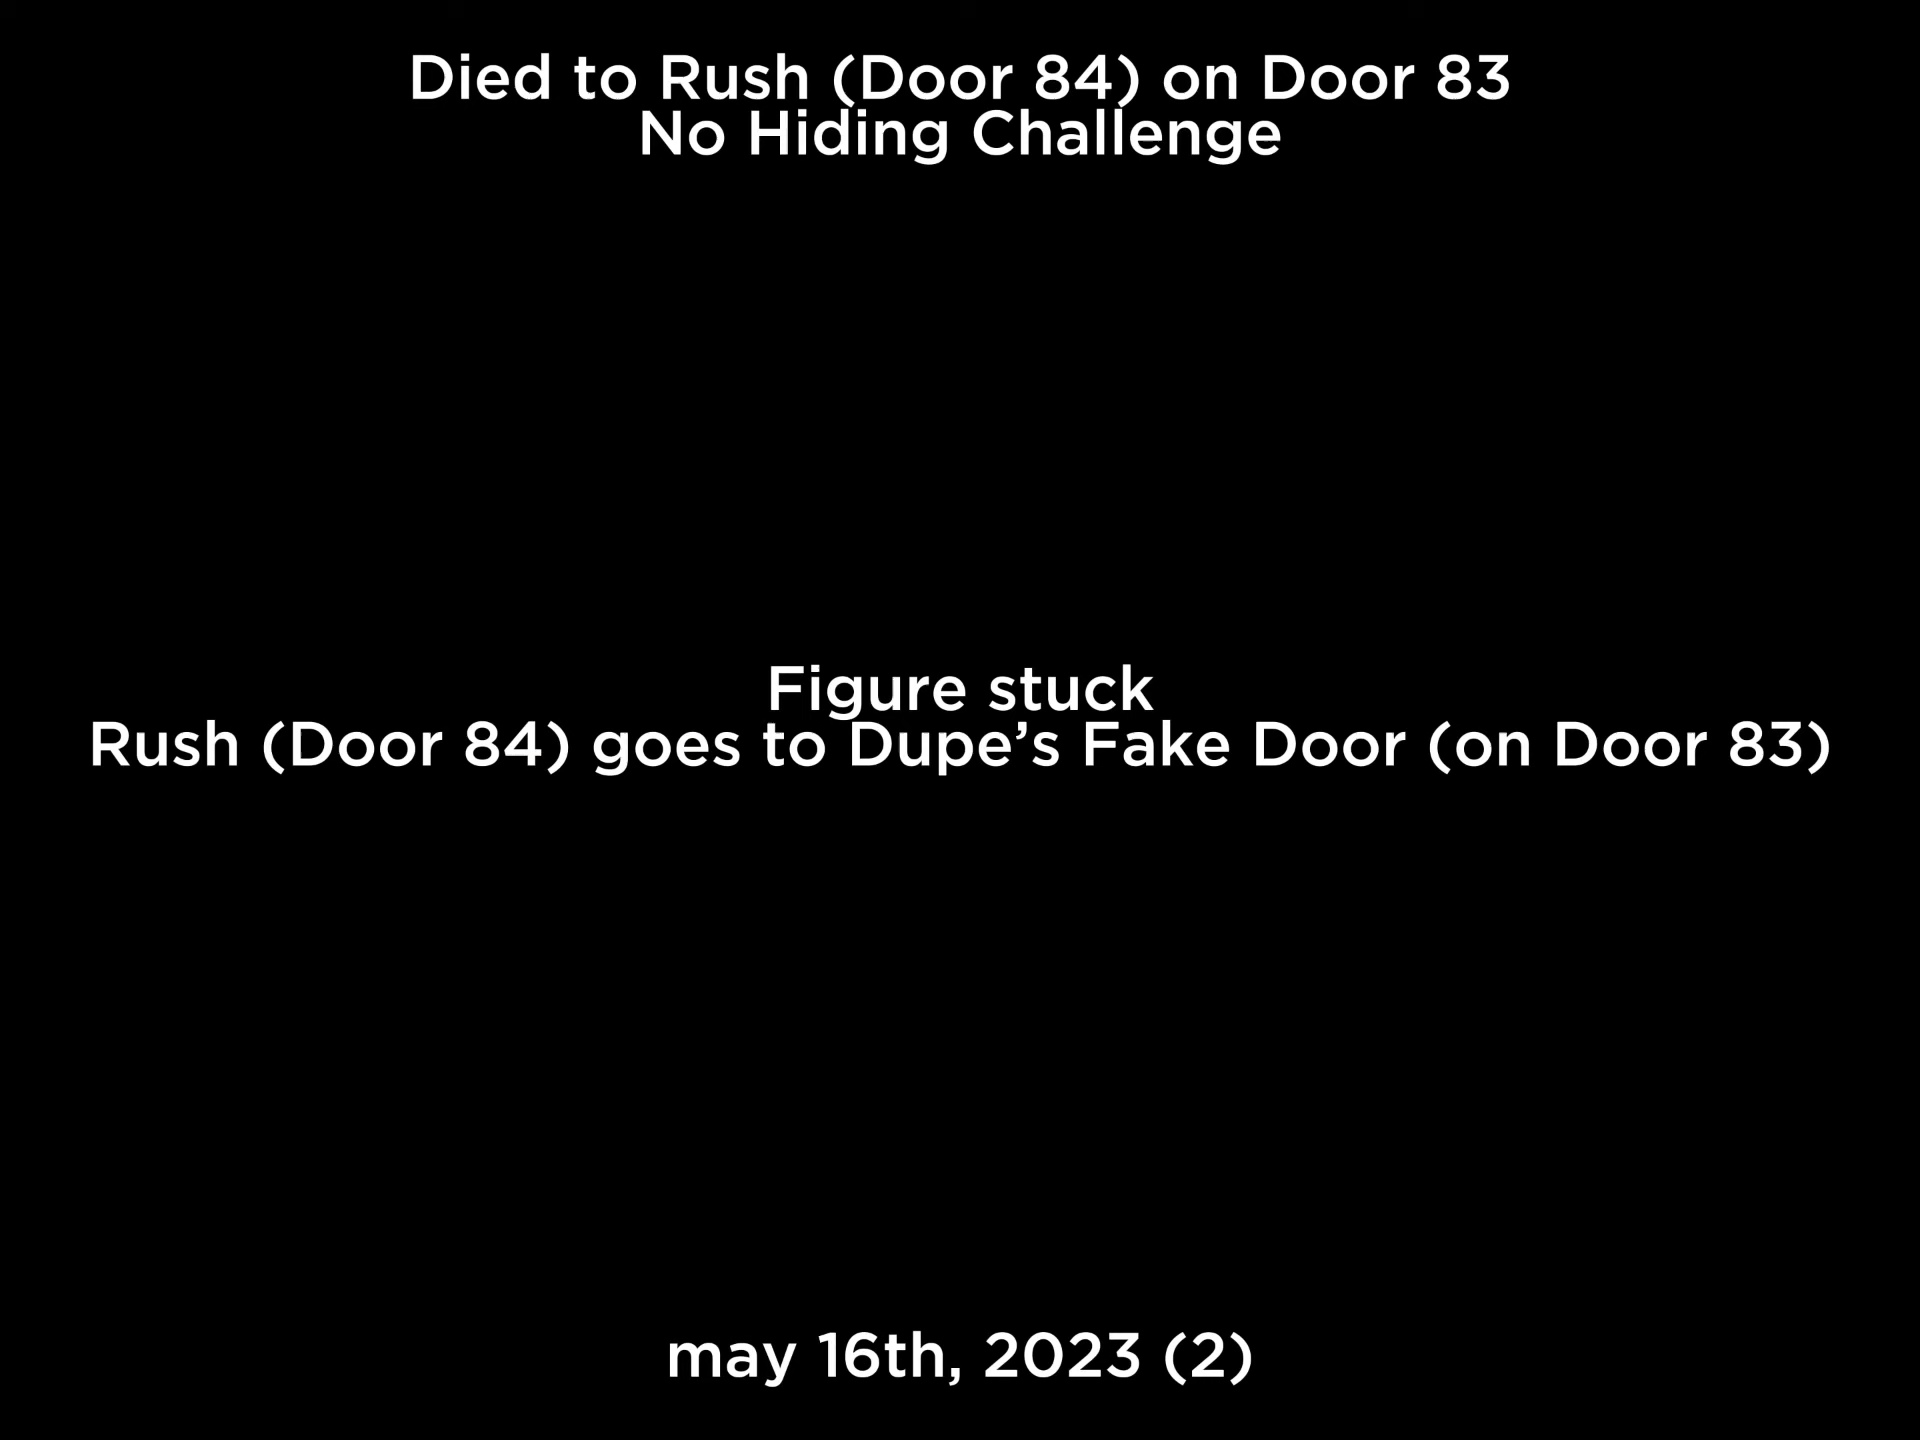 Died to Rush (Door 84) on Door 83
No Hiding Challenge
Figure stuck
Rush (Door 84) goes to Dupe’s Fake Door (on Door 83)
may 16th, 2023 (2)